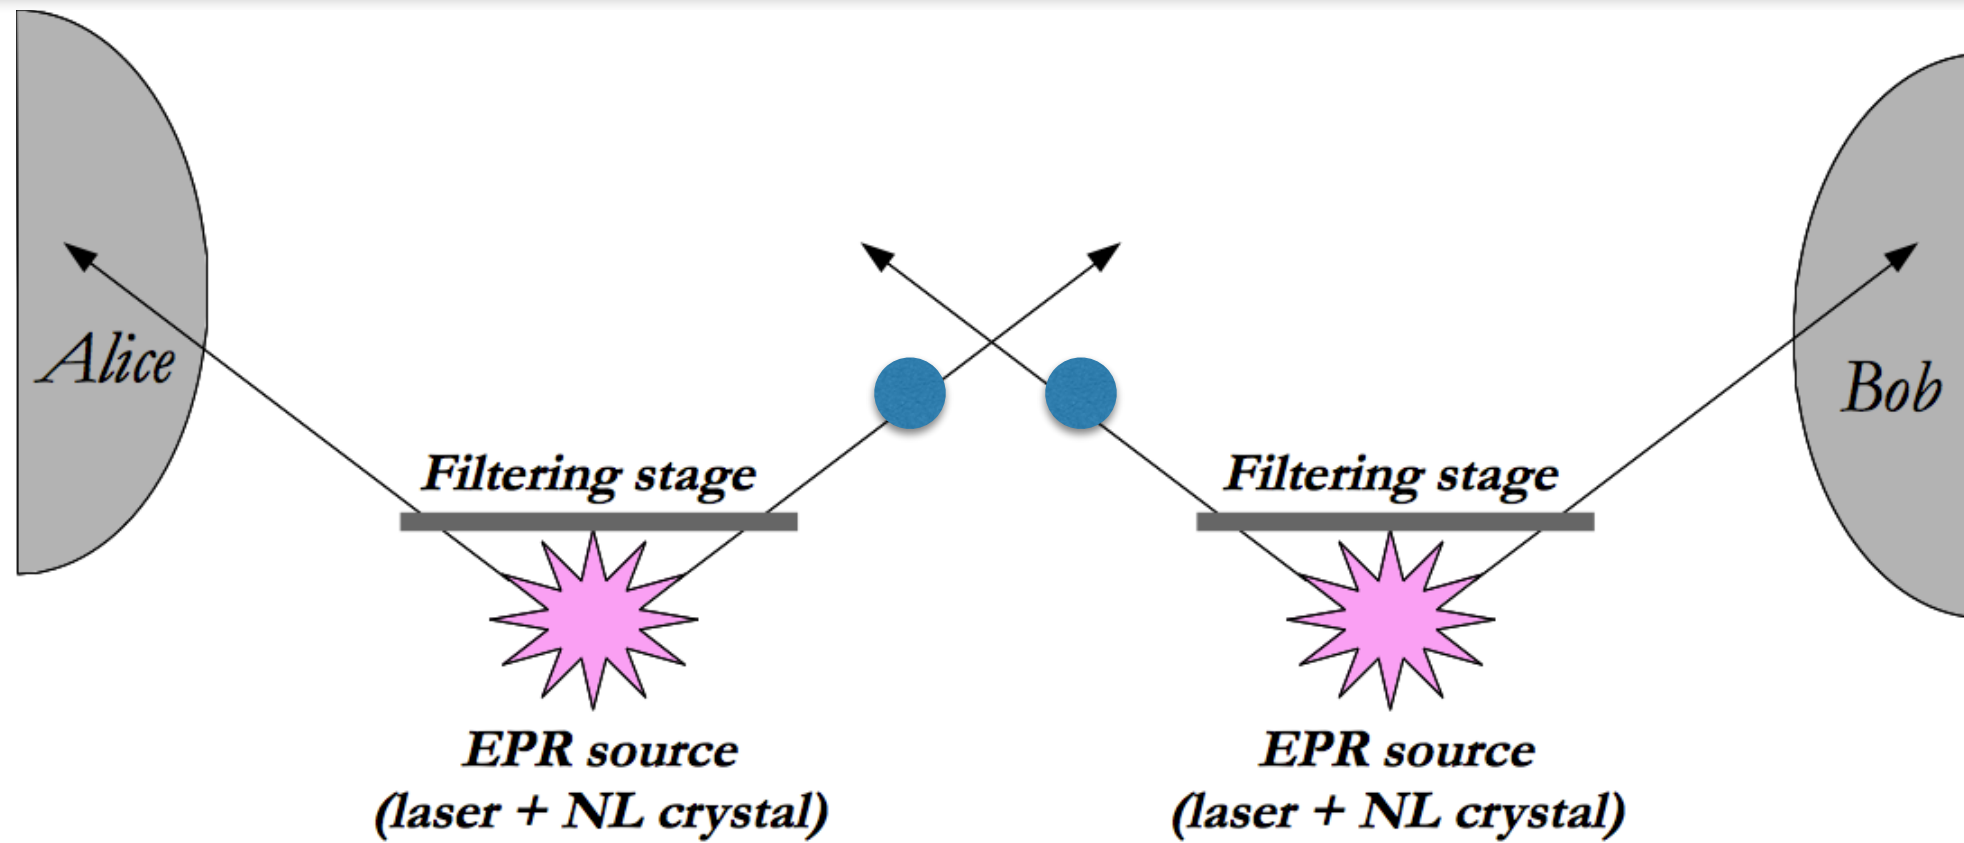 Alice
Bob
Filtering stage
Filtering stage
EPR source
(laser + NL crystal)
EPR source
(laser + NL crystal)